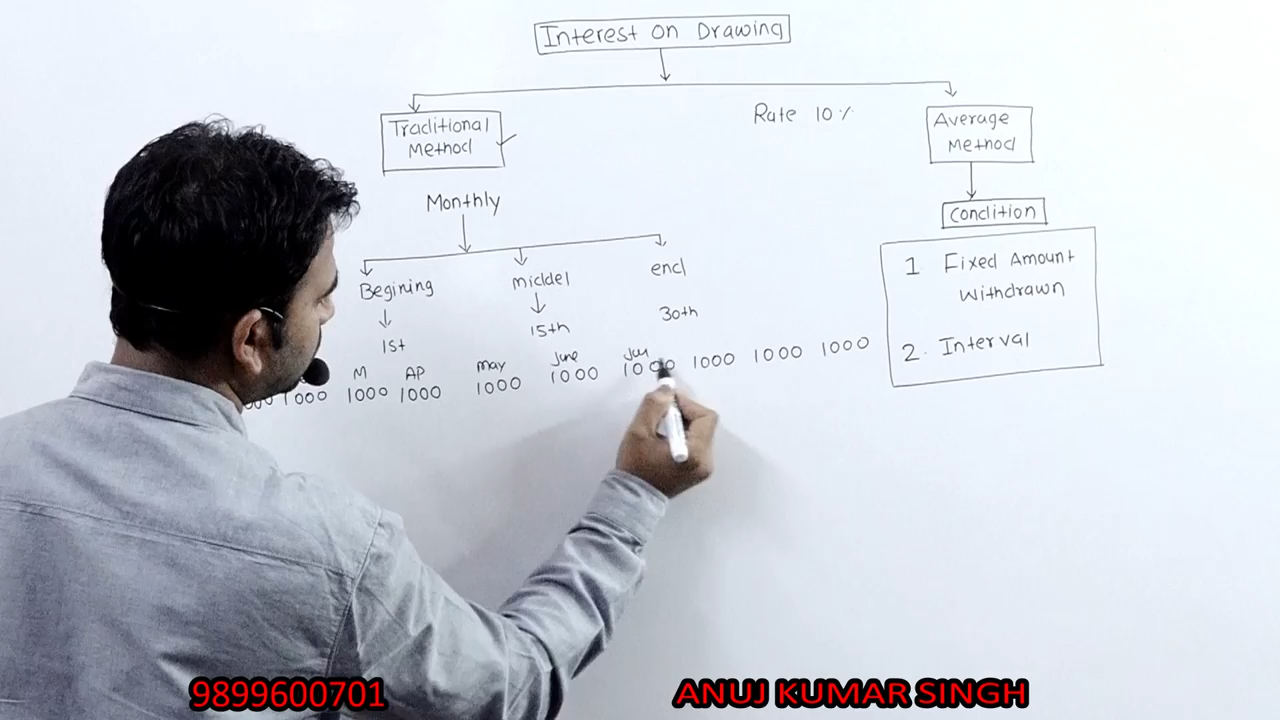 Interest on Drawing
Traditional
Method
Rate 10%
Average
Method
Monthly
Condition
Begining
middel
end
1st
15th
30th
1 Fixed Amount
Withdrawn
2. Interval
M AP May June
1000 1000 1000 1000 1000 1000 1000 1000 1000
9899600701
ANUJ KUMAR SINGH